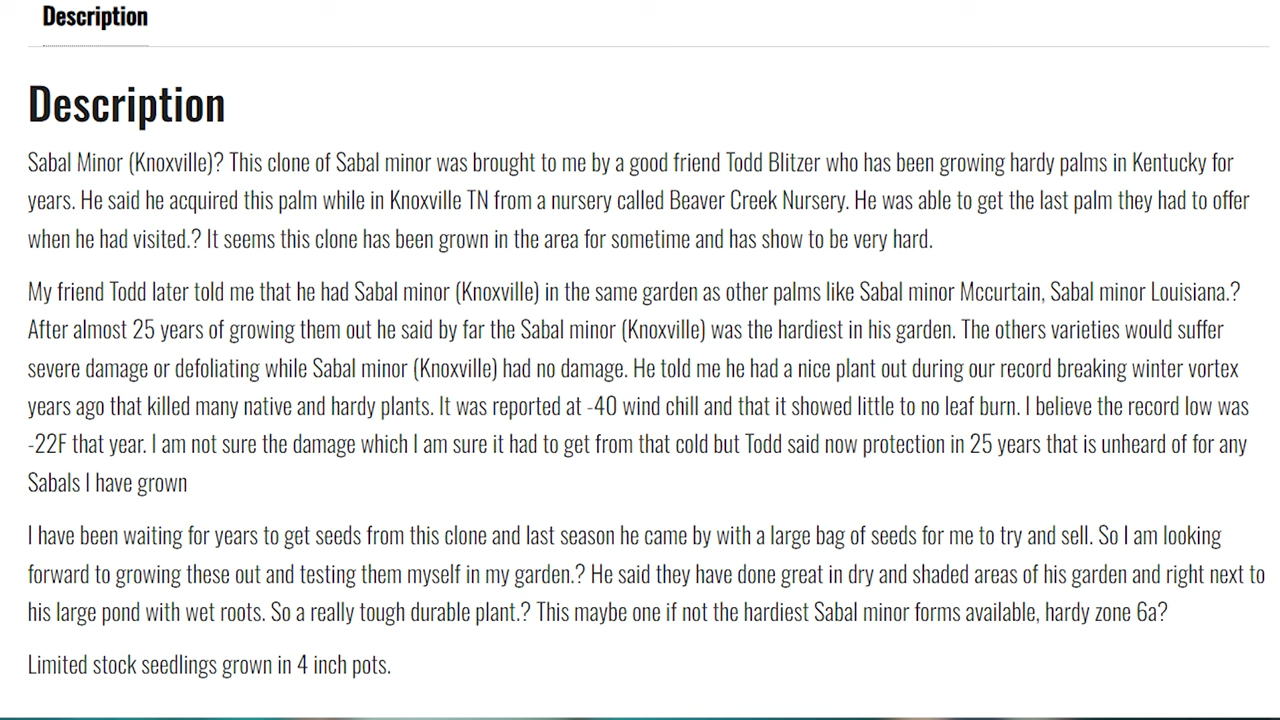 Description
Description
Sabal Minor (Knoxville)? This clone of Sabal minor was brought to me by a good friend Todd Blitzer who has been growing hardy palms in Kentucky for
years. He said he acquired this palm while in Knoxville TN from a nursery called Beaver Creek Nursery. He was able to get the last palm they had to offer
when he had visited.? It seems this clone has been grown in the area for sometime and has show to be very hard.
My friend Todd later told me that he had Sabal minor (Knoxville) in the same garden as other palms like Sabal minor Mccurtain, Sabal minor Louisiana.?
After almost 25 years of growing them out he said by far the Sabal minor (Knoxville) was the hardiest in his garden. The others varieties would suffer
severe damage or defoliating while Sabal minor (Knoxville) had no damage. He told me he had a nice plant out during our record breaking winter vortex
years ago that killed many native and hardy plants. It was reported at -40 wind chill and that it showed little to no leaf burn. I believe the record low was
-22F that year. I am not sure the damage which I am sure it had to get from that cold but Todd said now protection in 25 years that is unheard of for any
Sabals I have grown
I have been waiting for years to get seeds from this clone and last season he came by with a large bag of seeds for me to try and sell. So I am looking
forward to growing these out and testing them myself in my garden.? He said they have done great in dry and shaded areas of his garden and right next to
his large pond with wet roots. So a really tough durable plant.? This maybe one if not the hardiest Sabal minor forms available, hardy zone 6a?
Limited stock seedlings grown in 4 inch pots.